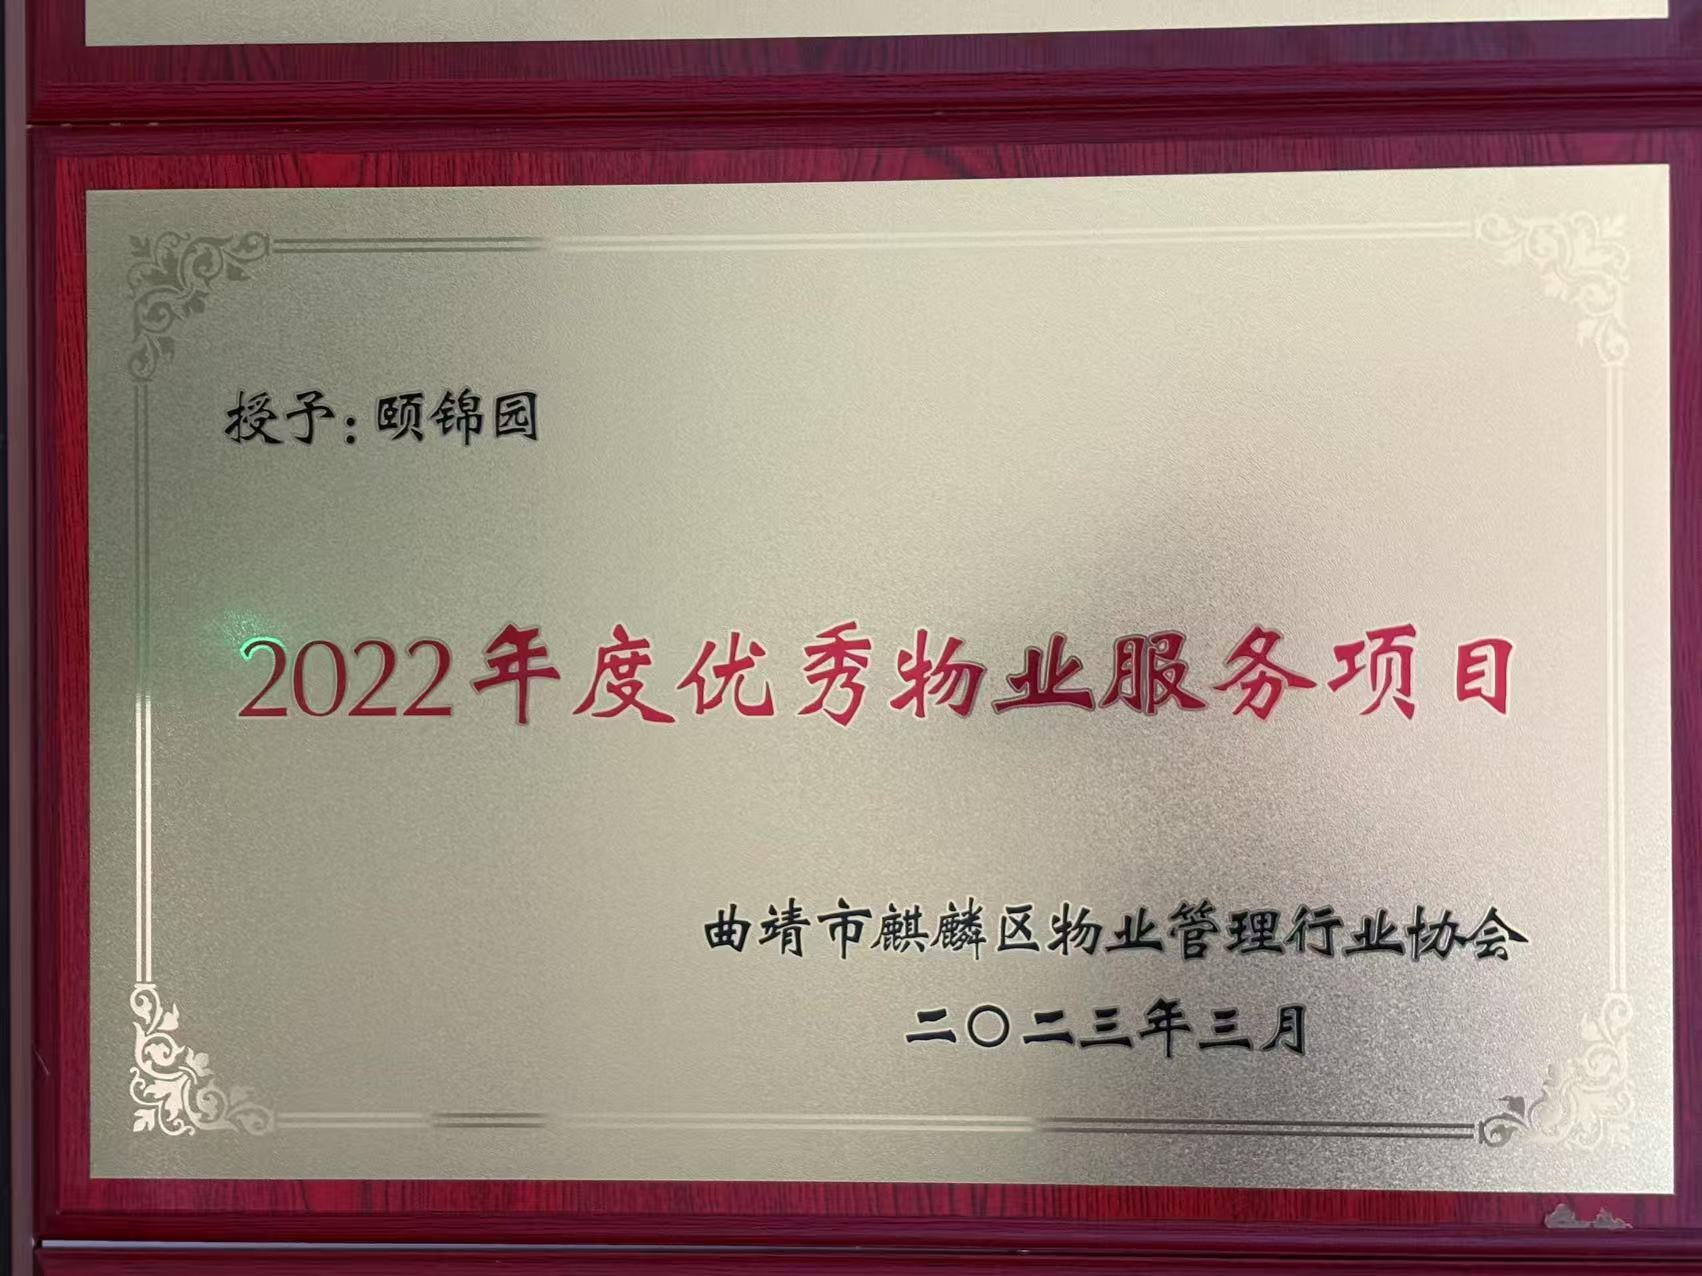 授予：颐锦园
2022年度优秀物业服务项目
曲靖市麒麟区物业管理行业协会
二〇二三年三月